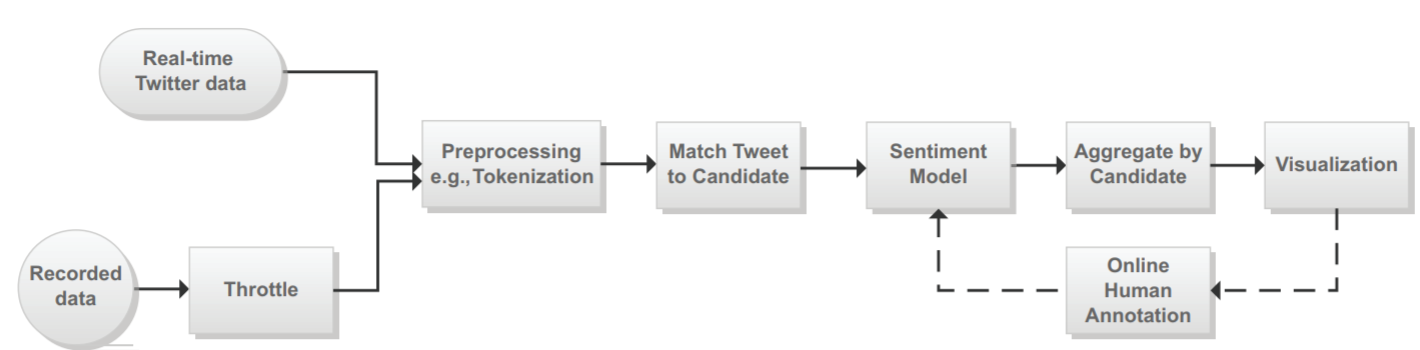 Real-time
Twitter data
Preprocessing
e.g.,Tokenization
Match Tweet
to Candidate
Sentiment
Model
Aggregate by
Candidate
Visualization
Recorded
data
Throttle
Online
Human
Annotation